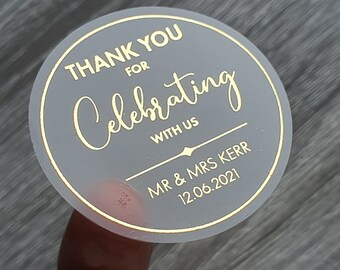 THANK YOU
FOR
Celebrating
WITH US
MR & MRS KERR
12.06.2021